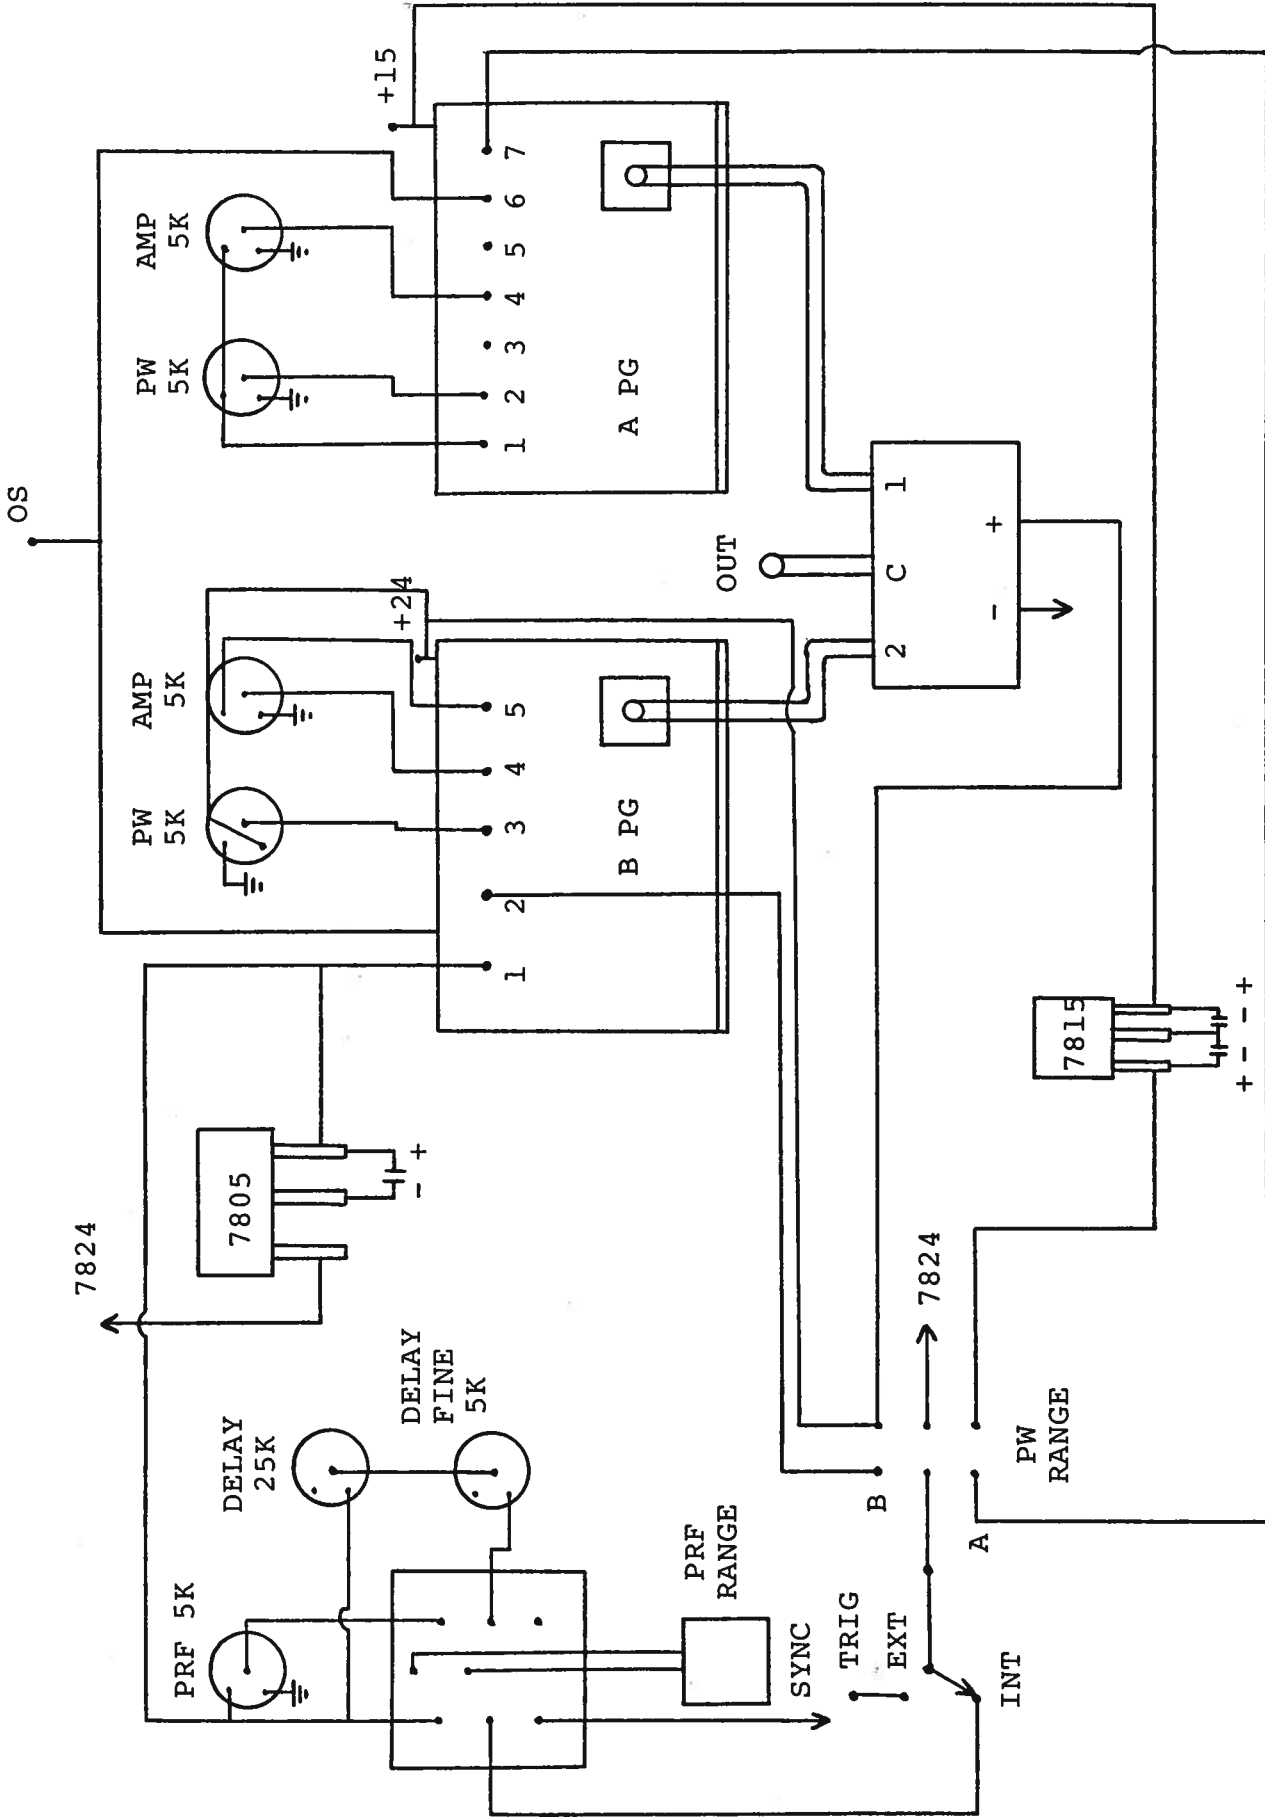 OS
+15
AMP
5K
PW
5K
7
6
5
4
3
2
1
A PG
AMP
5K
PW
5K
+24
5
4
3
2
1
B PG
OUT
1
C
2
+
-
7824
7805
- +
7815
+ - - +
DELAY
25K
DELAY
FINE
5K
PRF 5K
PRF
RANGE
SYNC
TRIG
EXT
INT
B
A
7824
PW
RANGE